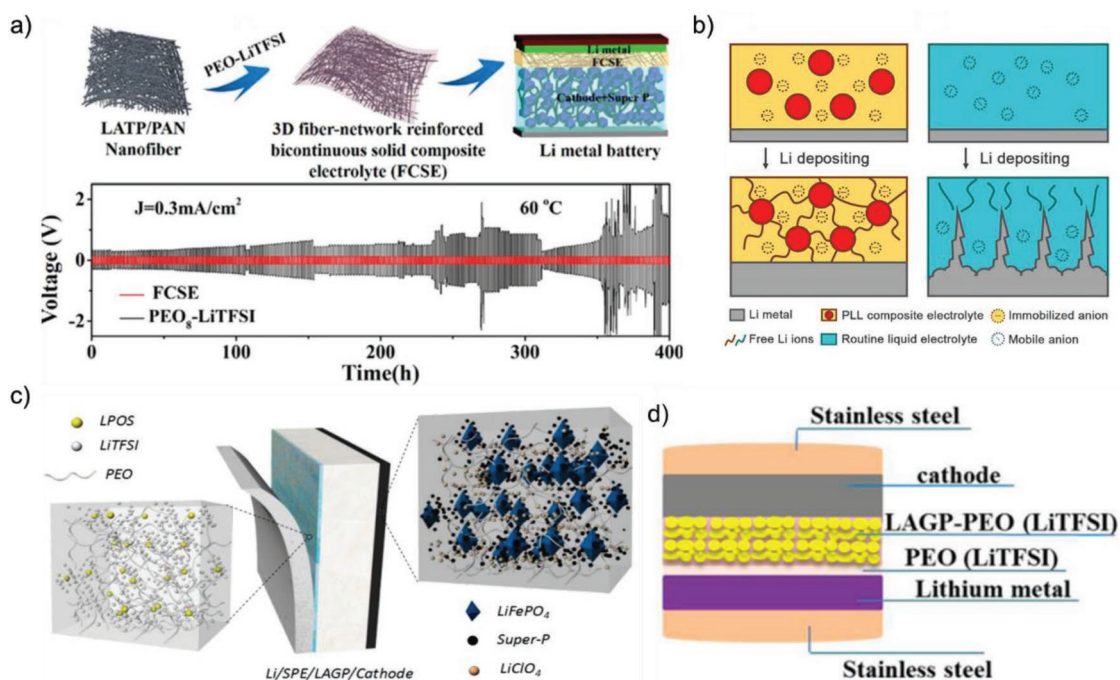 a)
PEO-LiTFSI
LATP/PAN
Nanofiber
3D fiber-network reinforced
bicontinuous solid composite
electrolyte (FCSE)
Li metal
FCSE
Cathode+Super P
Li metal battery
J=0.3mA/cm²
60 °C
2
0
-2
Voltage (V)
FCSE
PEO₈-LiTFSI
0
100
200
300
400
Time(h)
b)
Li depositing
Li depositing
Li metal
PLL composite electrolyte
Immobilized anion
Free Li ions
Routine liquid electrolyte
Mobile anion
c)
LPOS
LiTFSI
PEO
Li/SPE/LAGP/Cathode
LiFePO₄
Super-P
LiClO₄
d)
Stainless steel
cathode
LAGP-PEO (LiTFSI)
PEO (LiTFSI)
Lithium metal
Stainless steel